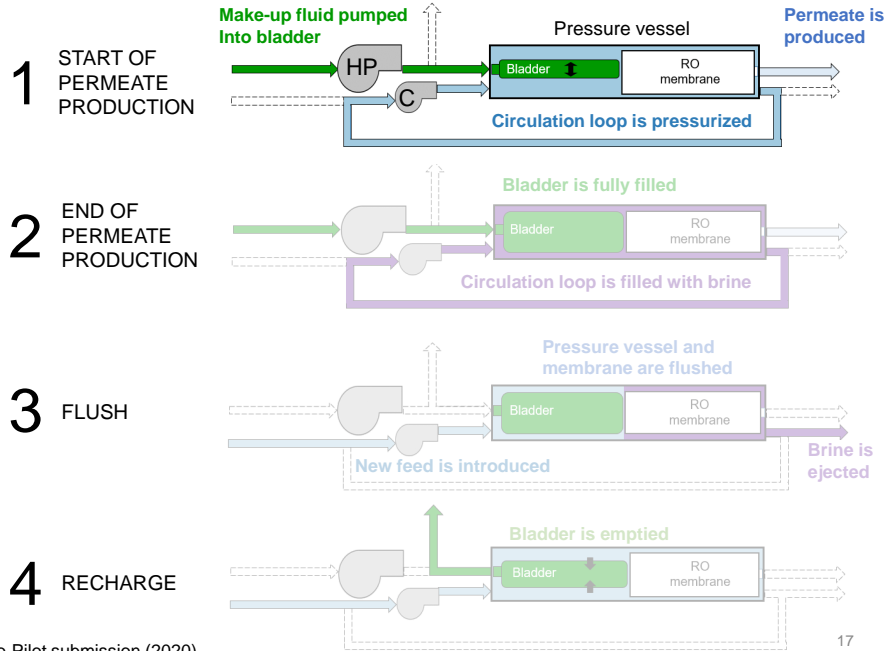 Make-up fluid pumped
Into bladder
Pressure vessel
Permeate is
produced
1
START OF
PERMEATE
PRODUCTION
HP
C
Bladder
RO
membrane
Circulation loop is pressurized
2
END OF
PERMEATE
PRODUCTION
Bladder is fully filled
Bladder
RO
membrane
Circulation loop is filled with brine
3
FLUSH
Pressure vessel and
membrane are flushed
Bladder
RO
membrane
New feed is introduced
Brine is
ejected
4
RECHARGE
Bladder is emptied
Bladder
RO
membrane
Pilot submission (2020)
17